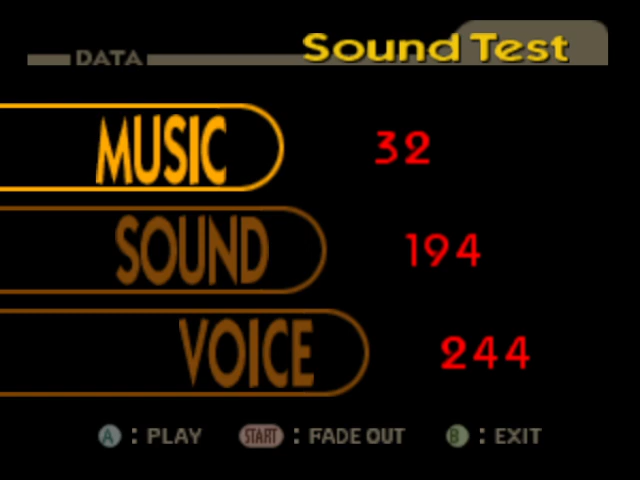 DATA Sound Test
MUSIC 32
SOUND 194
VOICE 244
A : PLAY START : FADE OUT B : EXIT